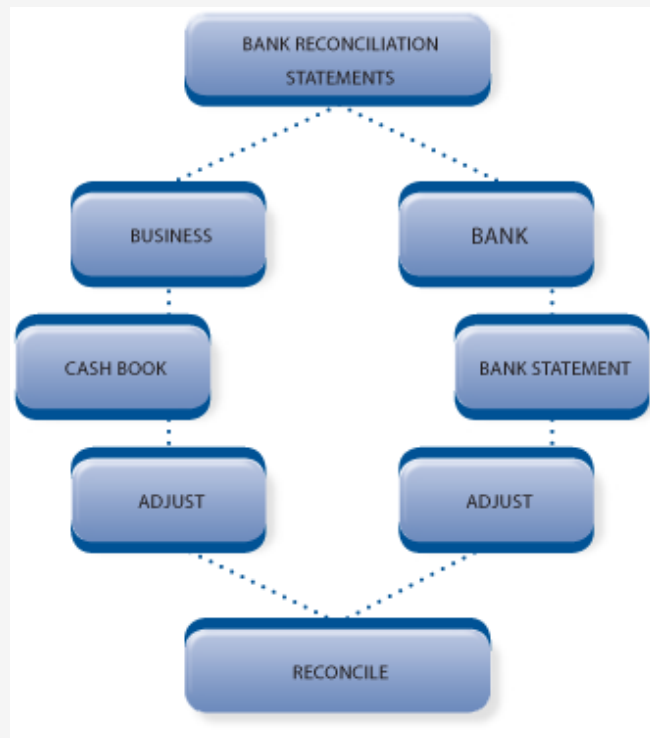 BANK RECONCILIATION
STATEMENTS
BUSINESS
BANK
CASH BOOK
BANK STATEMENT
ADJUST
ADJUST
RECONCILE